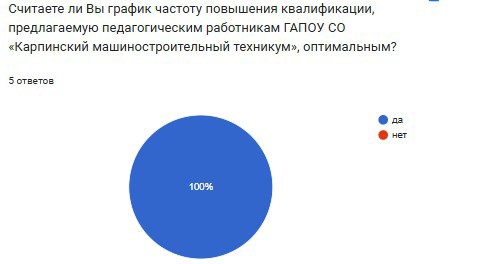 Считаете ли Вы график частоту повышения квалификации,
предлагаемую педагогическим работникам ГАПОУ СО
«Карпинский машиностроительный техникум», оптимальным?
5 ответов
да
нет
100%